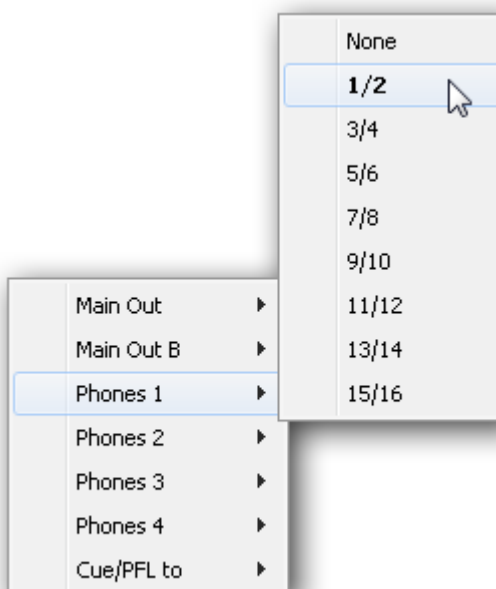 None
1/2
3/4
5/6
7/8
9/10
11/12
13/14
15/16
Main Out
Main Out B
Phones 1
Phones 2
Phones 3
Phones 4
Cue/PFL to